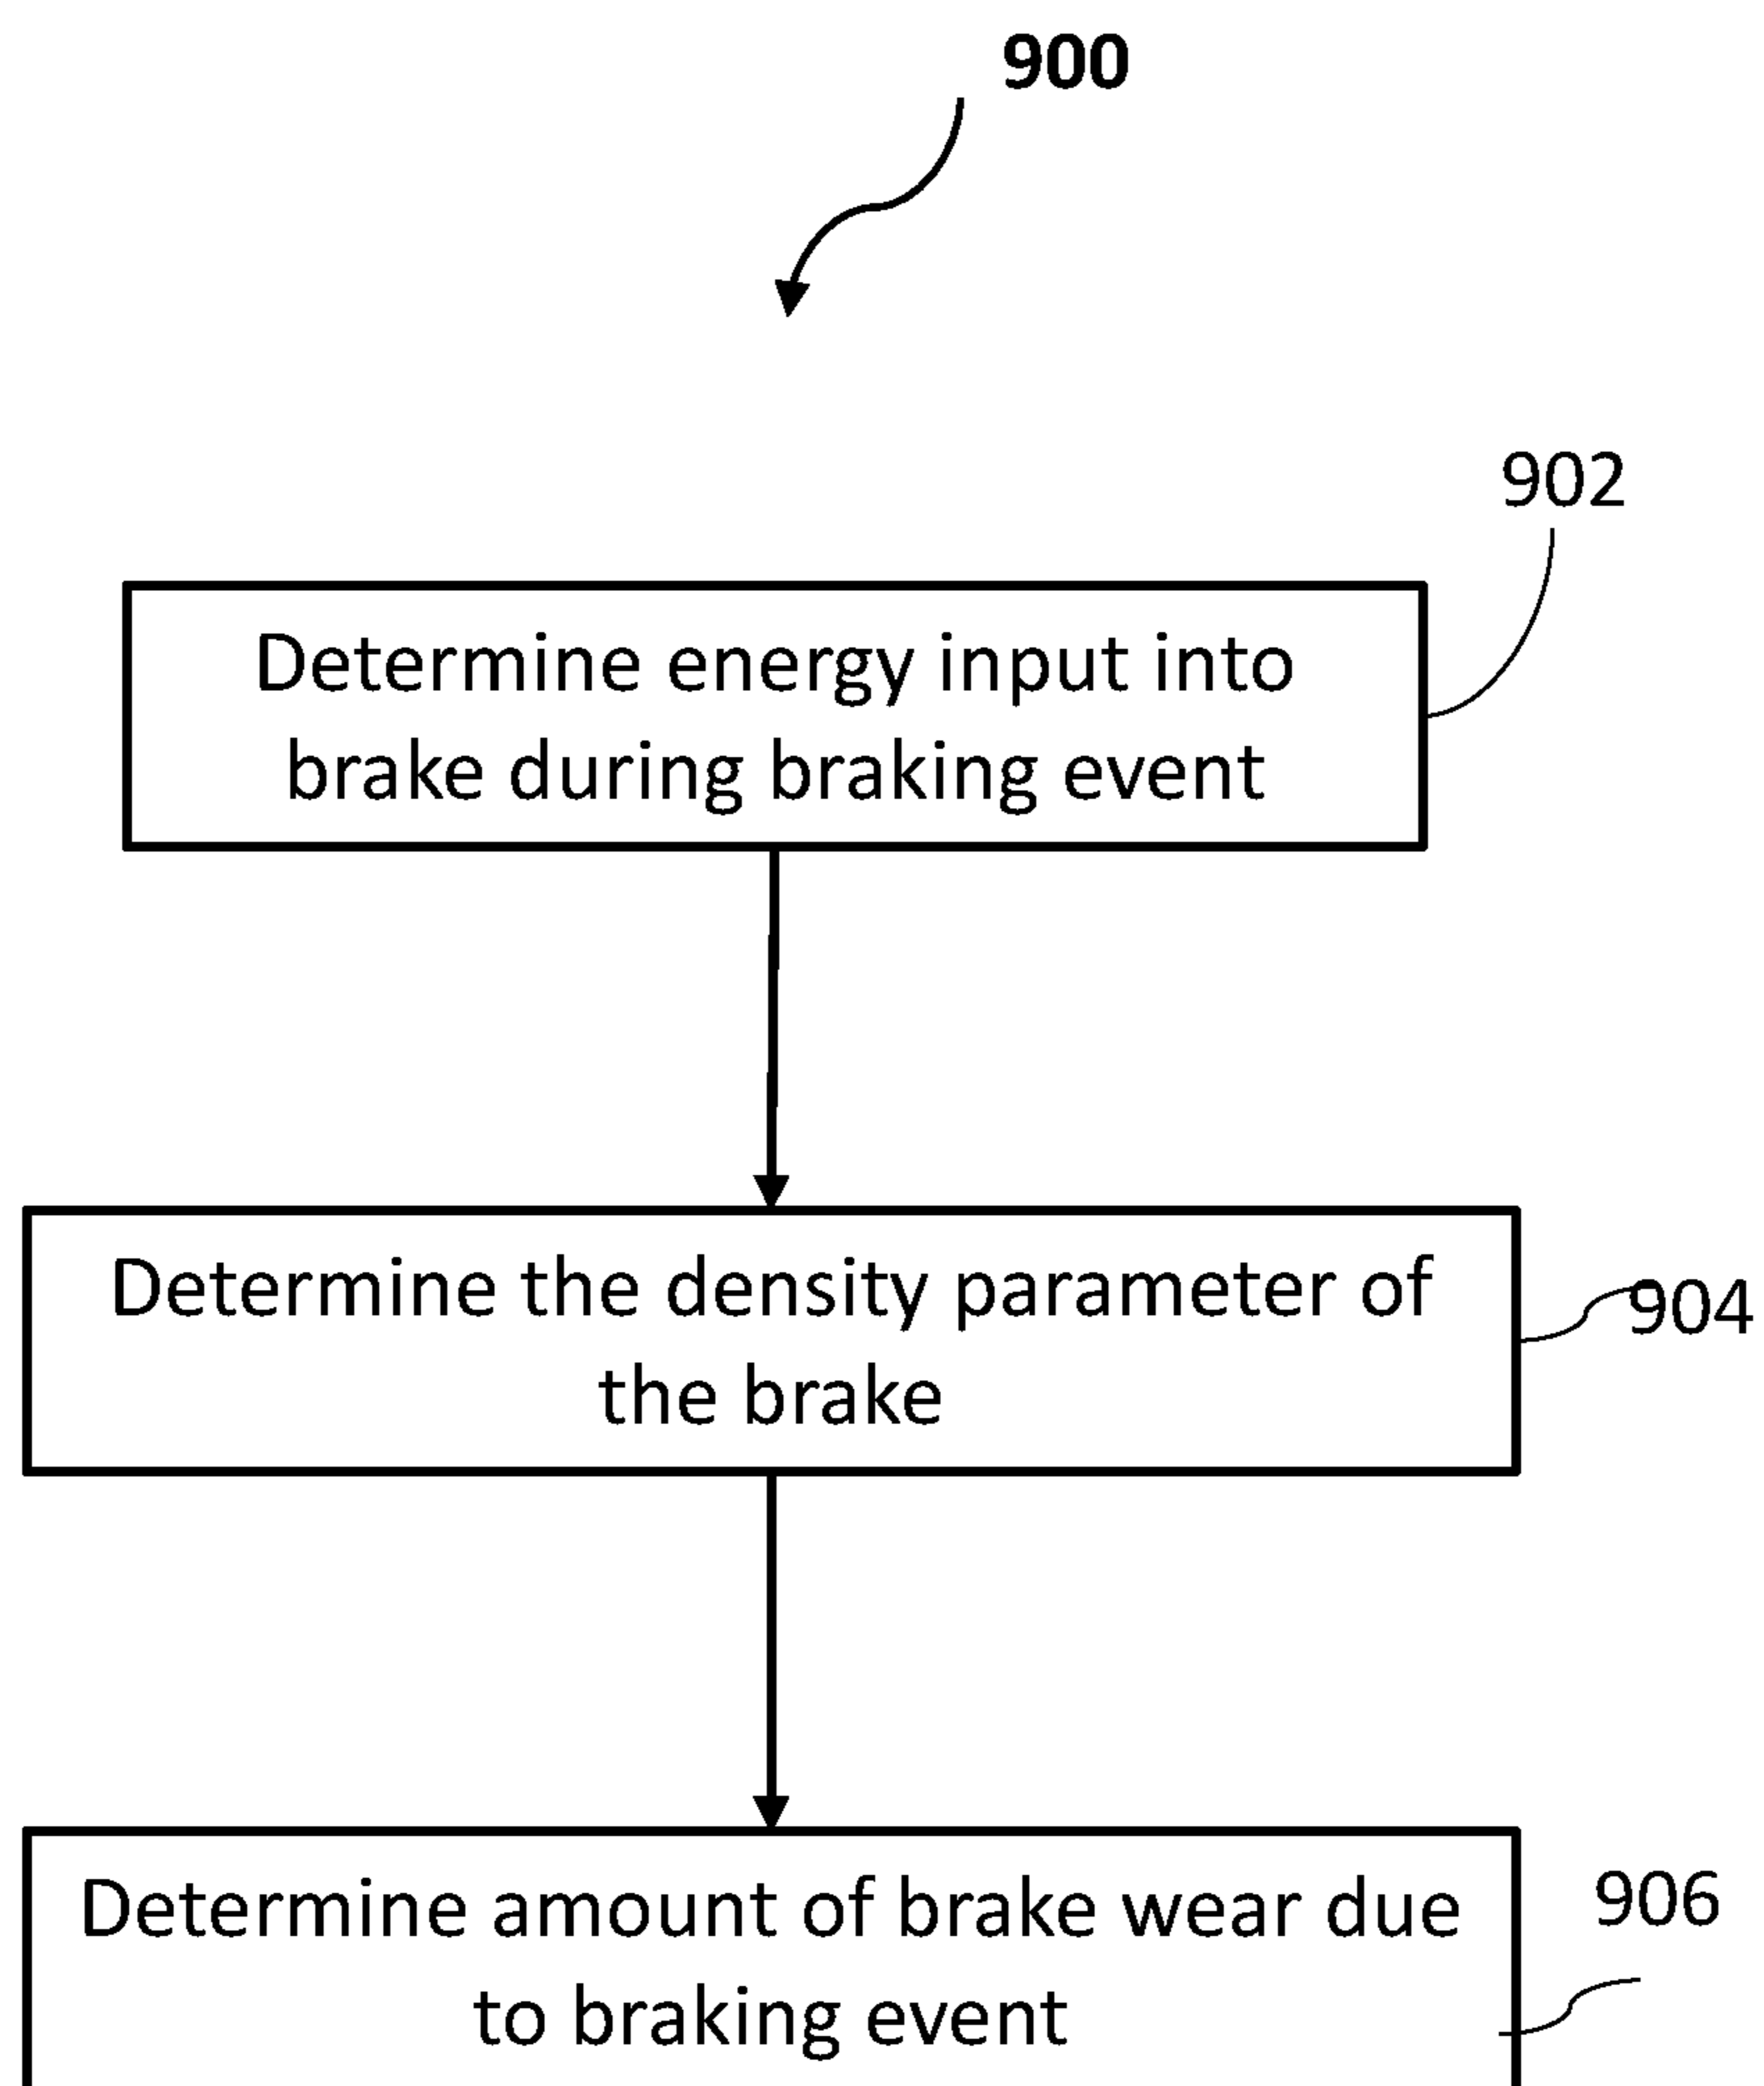 900
902
Determine energy input into
brake during braking event
Determine the density parameter of
904
the brake
Determine amount of brake wear due
906
to braking event